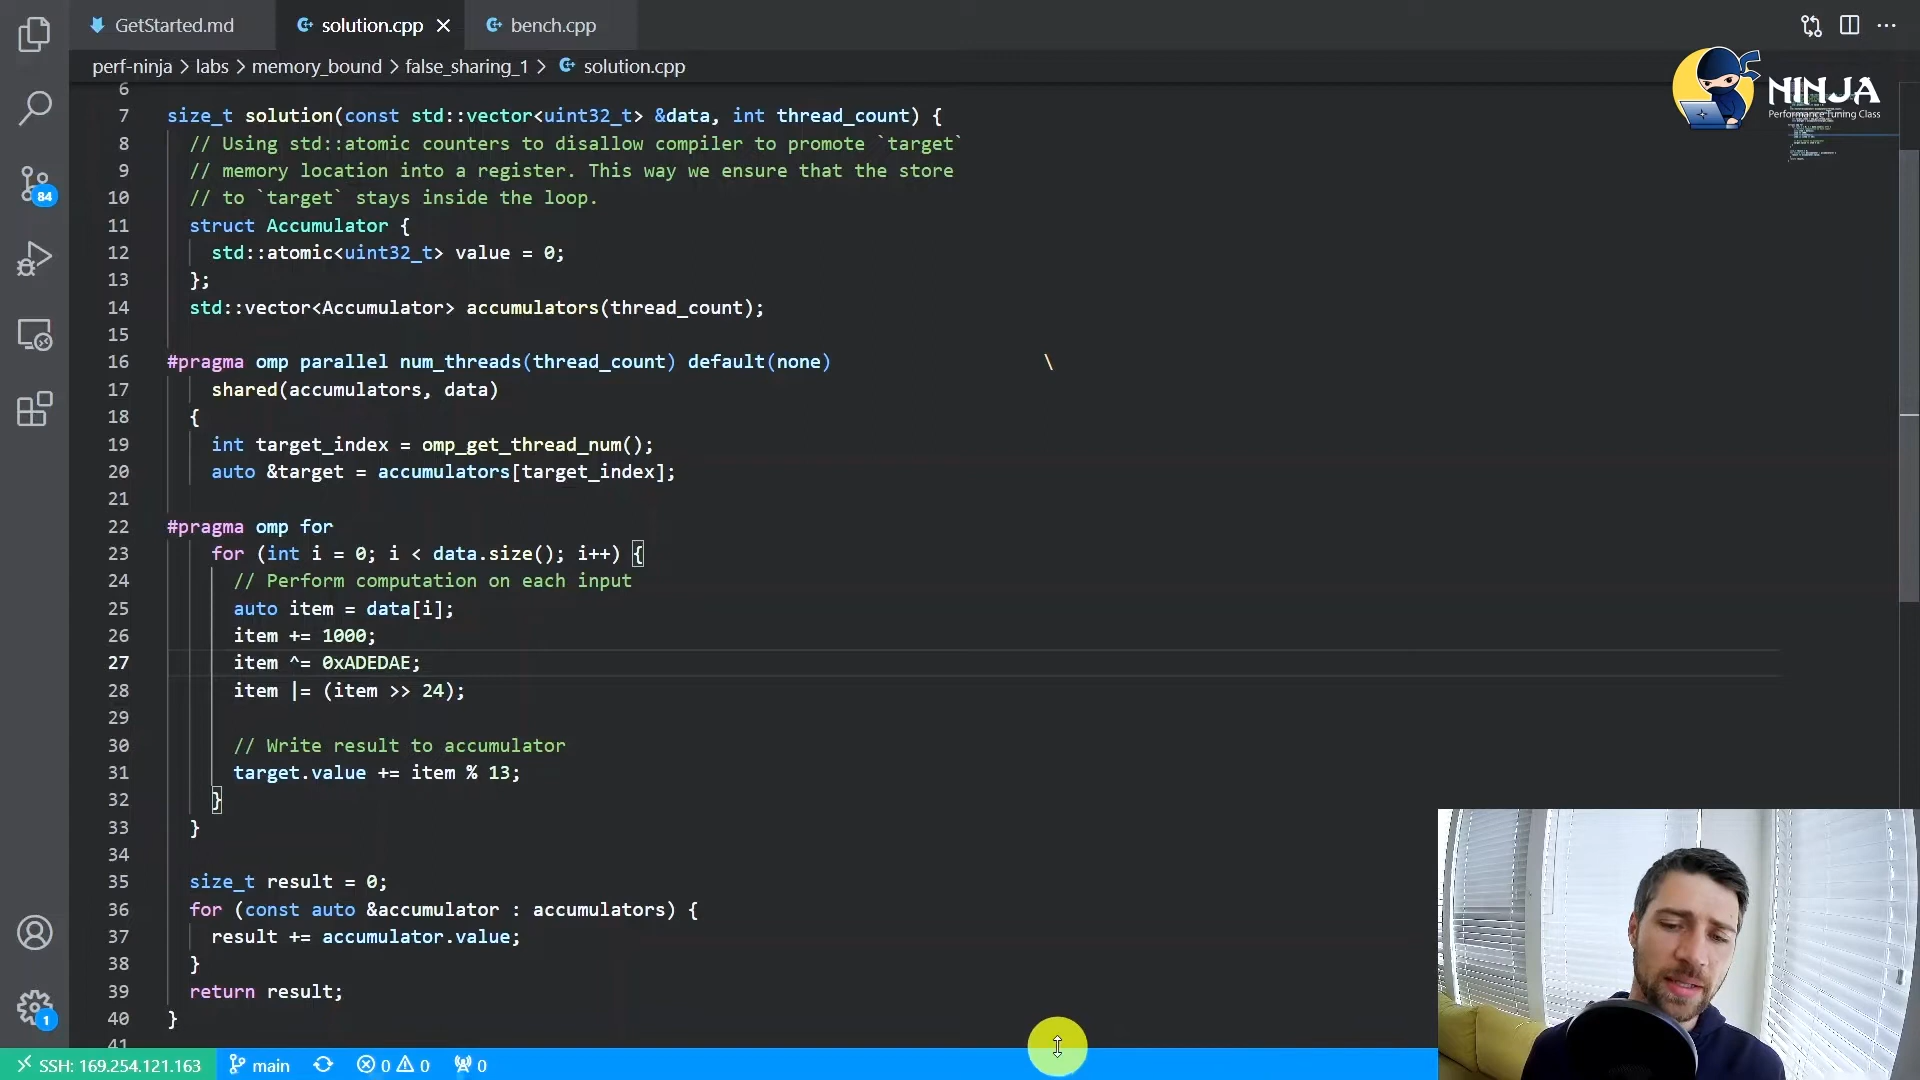 GetStarted.md
solution.cpp
bench.cpp
perf-ninja > labs > memory_bound > false_sharing_1 > solution.cpp
NINJA
Performance Tuning Class
6
7 size_t solution(const std::vector<uint32_t> &data, int thread_count) {
8 // Using std::atomic counters to disallow compiler to promote `target`
9 // memory location into a register. This way we ensure that the store
10 // to `target` stays inside the loop.
11 struct Accumulator {
12 std::atomic<uint32_t> value = 0;
13 };
14 std::vector<Accumulator> accumulators(thread_count);
15
16 #pragma omp parallel num_threads(thread_count) default(none) \
17 shared(accumulators, data)
18 {
19 int target_index = omp_get_thread_num();
20 auto &target = accumulators[target_index];
21
22 #pragma omp for
23 for (int i = 0; i < data.size(); i++) {
24 // Perform computation on each input
25 auto item = data[i];
26 item += 1000;
27 item ^= 0xADEDAE;
28 item |= (item >> 24);
29
30 // Write result to accumulator
31 target.value += item % 13;
32 }
33 }
34
35 size_t result = 0;
36 for (const auto &accumulator : accumulators) {
37 result += accumulator.value;
38 }
39 return result;
40 }
41
84
1
SSH: 169.254.121.163 main 0 0 0